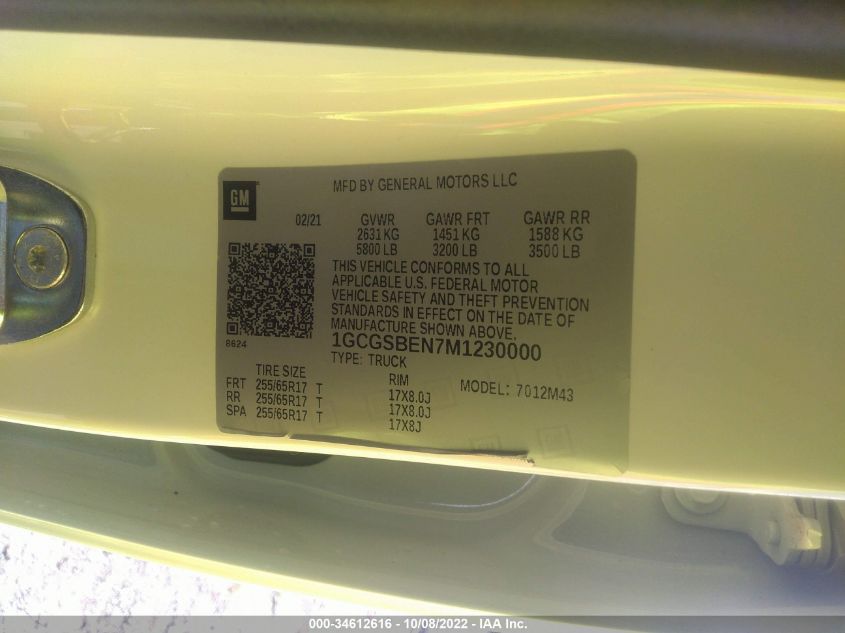 GM
MFD BY GENERAL MOTORS LLC
02/21 GVWR GAWR FRT GAWR RR
2631 KG 1451 KG 1588 KG
5800 LB 3200 LB 3500 LB
THIS VEHICLE CONFORMS TO ALL
APPLICABLE U.S. FEDERAL MOTOR
VEHICLE SAFETY AND THEFT PREVENTION
STANDARDS IN EFFECT ON THE DATE OF
MANUFACTURE SHOWN ABOVE.
8624
1GCGSBEN7M1230000
TYPE: TRUCK
TIRE SIZE RIM MODEL: 7012M43
FRT 255/65R17 T 17X8.0J
RR 255/65R17 T 17X8.0J
SPA 255/65R17 T 17X8J
000-34612616 - 10/08/2022 - IAA Inc.